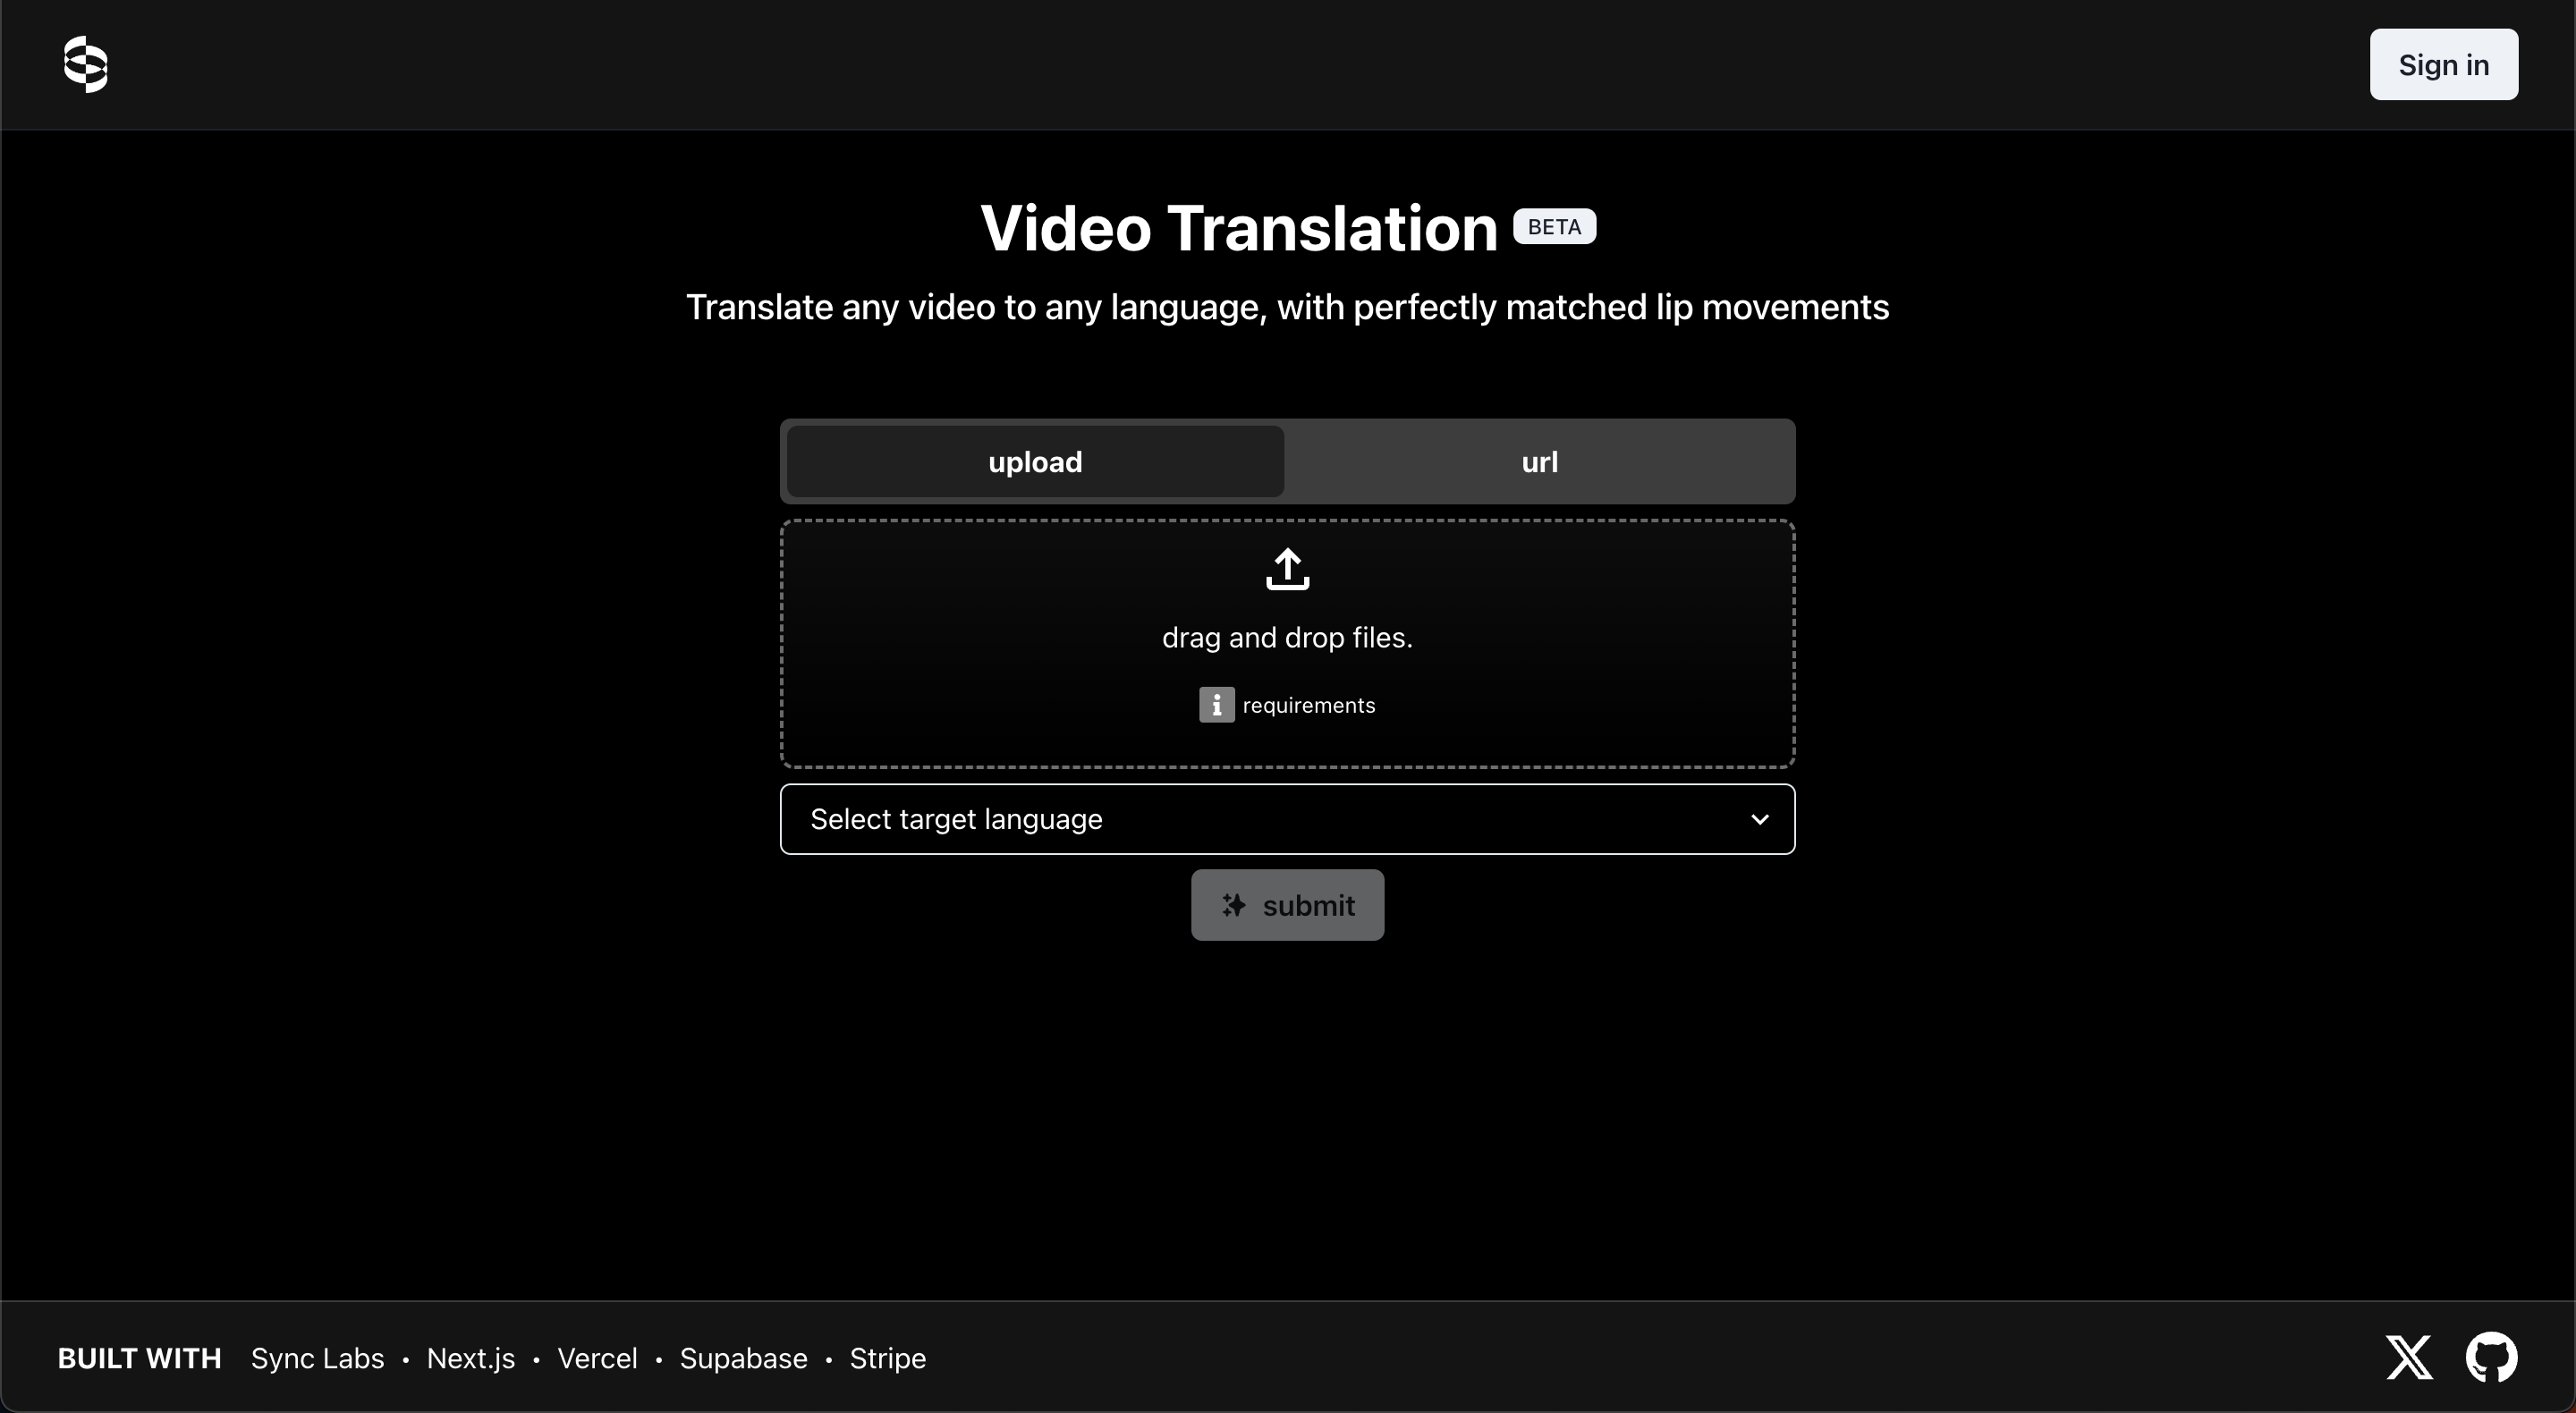 Sign in
Video Translation BETA
Translate any video to any language, with perfectly matched lip movements
upload url
drag and drop files.
requirements
Select target language
submit
BUILT WITH Sync Labs • Next.js • Vercel • Supabase • Stripe